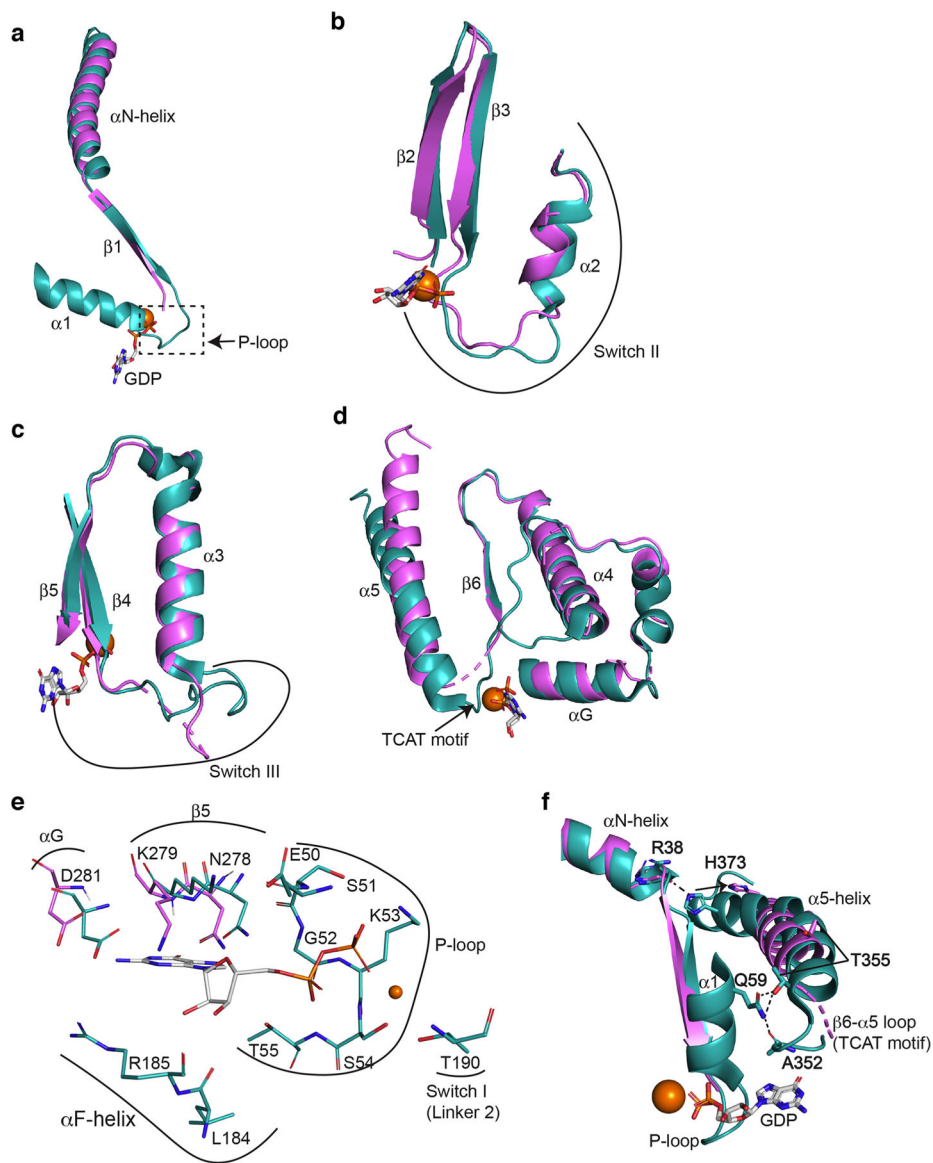 a
αN-helix
β1
α1
P-loop
GDP
b
β3
β2
α2
Switch II
c
α3
β5
β4
Switch III
d
α5
β6
α4
αG
TCAT motif
e
β5
αG
K279
N278
E50
D281
S51
K53
G52
P-loop
R185
T55
S54
T190
Switch I
(Linker 2)
αF-helix
L184
f
αN-helix
R38
H373
α5-helix
α1
Q59
T355
β6-α5 loop
(TCAT motif)
A352
P-loop
GDP